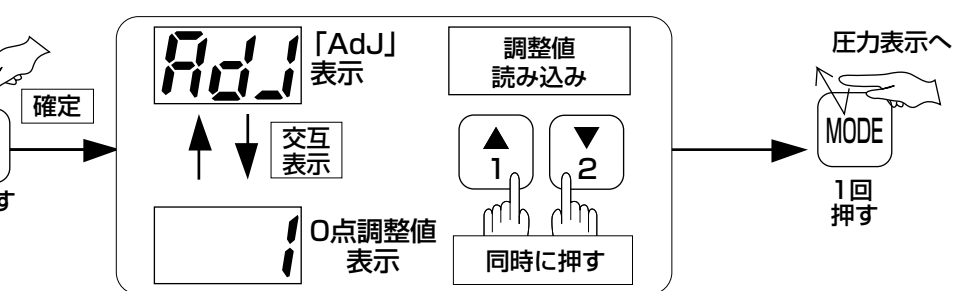 す
確定
AdJ
「AdJ」
表示
交互
表示
1
0点調整値
表示
調整値
読み込み
▲
1
▼
2
同時に押す
圧力表示へ
MODE
1回
押す